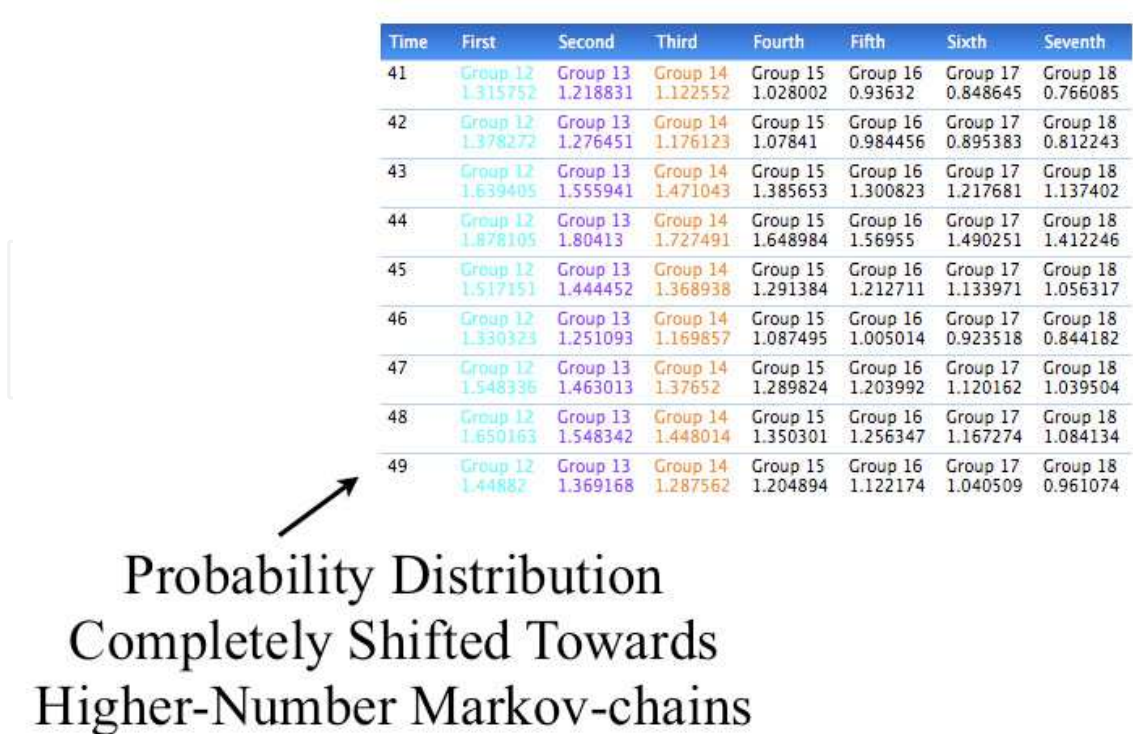 Time First Second Third Fourth Fifth Sixth Seventh
41 Group 12 Group 13 Group 14 Group 15 Group 16 Group 17 Group 18
1.315752 1.218831 1.122552 1.028002 0.93632 0.848645 0.766085
42 Group 12 Group 13 Group 14 Group 15 Group 16 Group 17 Group 18
1.378272 1.276451 1.176123 1.07841 0.984456 0.895383 0.812243
43 Group 12 Group 13 Group 14 Group 15 Group 16 Group 17 Group 18
1.639405 1.555941 1.471043 1.385653 1.300823 1.217681 1.137402
44 Group 12 Group 13 Group 14 Group 15 Group 16 Group 17 Group 18
1.878105 1.80413 1.727491 1.648984 1.56955 1.490251 1.412246
45 Group 12 Group 13 Group 14 Group 15 Group 16 Group 17 Group 18
1.517151 1.444452 1.368938 1.291384 1.212711 1.133971 1.056317
46 Group 12 Group 13 Group 14 Group 15 Group 16 Group 17 Group 18
1.330323 1.251093 1.169857 1.087495 1.005014 0.923518 0.844182
47 Group 12 Group 13 Group 14 Group 15 Group 16 Group 17 Group 18
1.548336 1.463013 1.37652 1.289824 1.203992 1.120162 1.039504
48 Group 12 Group 13 Group 14 Group 15 Group 16 Group 17 Group 18
1.650163 1.548342 1.448014 1.350301 1.256347 1.167274 1.084134
49 Group 12 Group 13 Group 14 Group 15 Group 16 Group 17 Group 18
1.44882 1.369168 1.287562 1.204894 1.122174 1.040509 0.961074
Probability Distribution
Completely Shifted Towards
Higher-Number Markov-chains